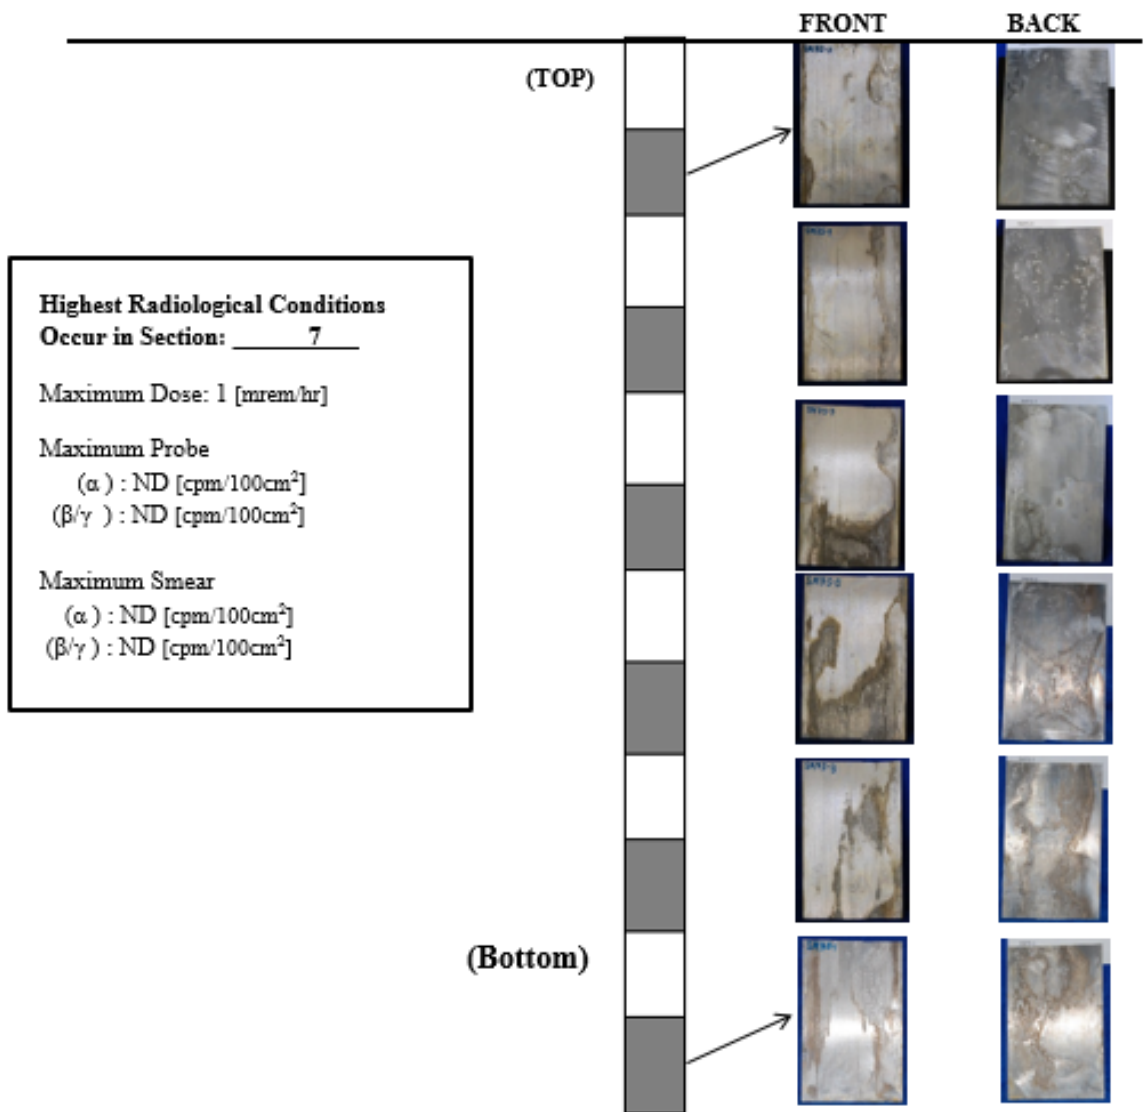 FRONT BACK
(TOP)
Highest Radiological Conditions
Occur in Section: 7
Maximum Dose: 1 [mrem/hr]
Maximum Probe
(α ) : ND [cpm/100cm²]
(β/γ ) : ND [cpm/100cm²]
Maximum Smear
(α ) : ND [cpm/100cm²]
(β/γ ) : ND [cpm/100cm²]
(Bottom)